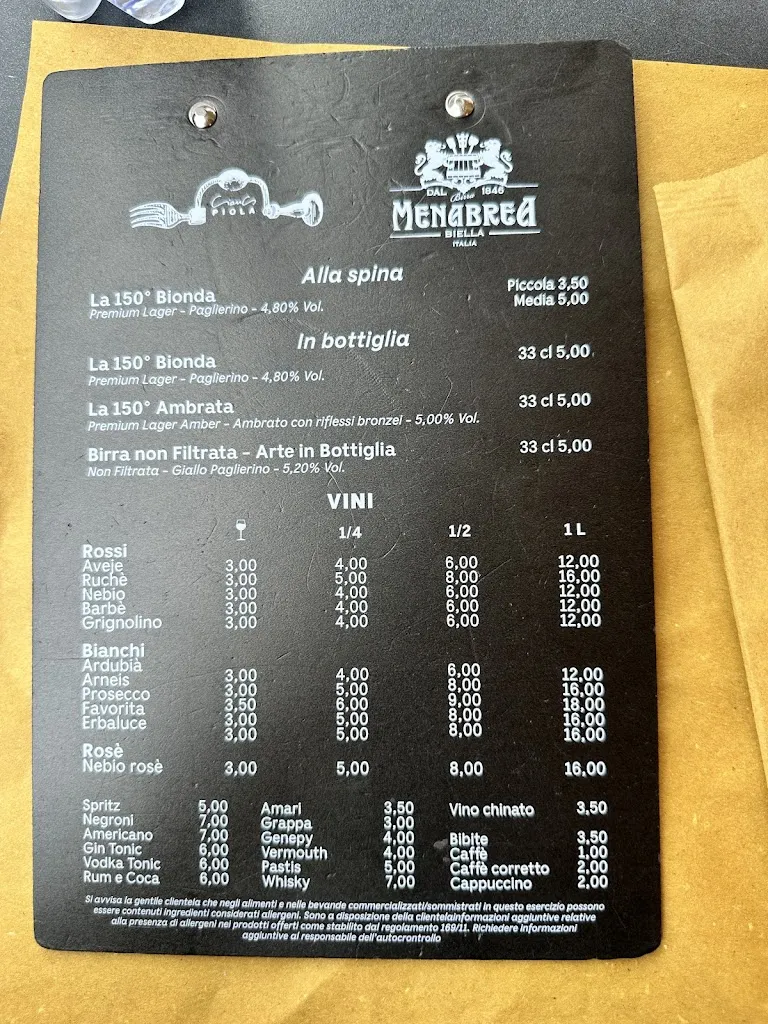 PIOLA
DAL 1846
Birra
MENABREA
BIELLA
ITALIA
Alla spina
La 150° Bionda Piccola 3,50
Premium Lager - Paglierino - 4,80% Vol. Media 5,00
In bottiglia
La 150° Bionda 33 cl 5,00
Premium Lager - Paglierino - 4,80% Vol.
La 150° Ambrata 33 cl 5,00
Premium Lager Amber - Ambrato con riflessi bronzei - 5,00% Vol.
Birra non Filtrata - Arte in Bottiglia 33 cl 5,00
Non Filtrata - Giallo Paglierino - 5,20% Vol.
VINI
1/4 1/2 1 L
Rossi
Aveje 3,00 4,00 6,00 12,00
Ruchè 3,00 5,00 8,00 16,00
Nebio 3,00 4,00 6,00 12,00
Barbè 3,00 4,00 6,00 12,00
Grignolino 3,00 4,00 6,00 12,00
Bianchi
Ardubià 3,00 4,00 6,00 12,00
Arneis 3,00 5,00 8,00 16,00
Prosecco 3,50 6,00 9,00 18,00
Favorita 3,00 5,00 8,00 16,00
Erbaluce 3,00 5,00 8,00 16,00
Rosè
Nebio rosè 3,00 5,00 8,00 16,00
Spritz 5,00
Negroni 7,00
Americano 7,00
Gin Tonic 6,00
Vodka Tonic 6,00
Rum e Coca 6,00
Amari 3,50
Grappa 3,00
Genepy 4,00
Vermouth 4,00
Pastis 5,00
Whisky 7,00
Vino chinato 3,50
Bibite 3,50
Caffè 1,00
Caffè corretto 2,00
Cappuccino 2,00
Si avvisa la gentile clientela che negli alimenti e nelle bevande commercializzati/sommistrati in questo esercizio possono
essere contenuti ingredienti considerati allergeni. Sono a disposizione della clientelainformazioni aggiuntive relative
alla presenza di allergeni nei prodotti offerti come stabilito dal regolamento 169/11. Richiedere informazioni
aggiuntive al responsabile dell'autocrontrollo